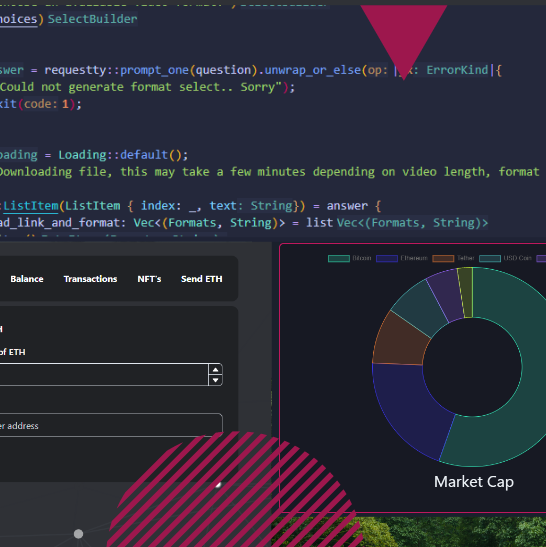 hoices) SelectBuilder
swer = requestty::prompt_one(question).unwrap_or_else(op: ErrorKind|{
Could not generate format select.. Sorry");
xit(code: 1);
oading = Loading::default();
Downloading file, this may take a few minutes depending on video length, format
:ListItem(ListItem { index: _, text: String}) = answer {
ad_link_and_format: Vec<(Formats, String)> = list Vec<(Formats, String)>
Balance Transactions NFT's Send ETH
H
of ETH
er address
Bitcoin Ethereum Tether USD Coin
Market Cap